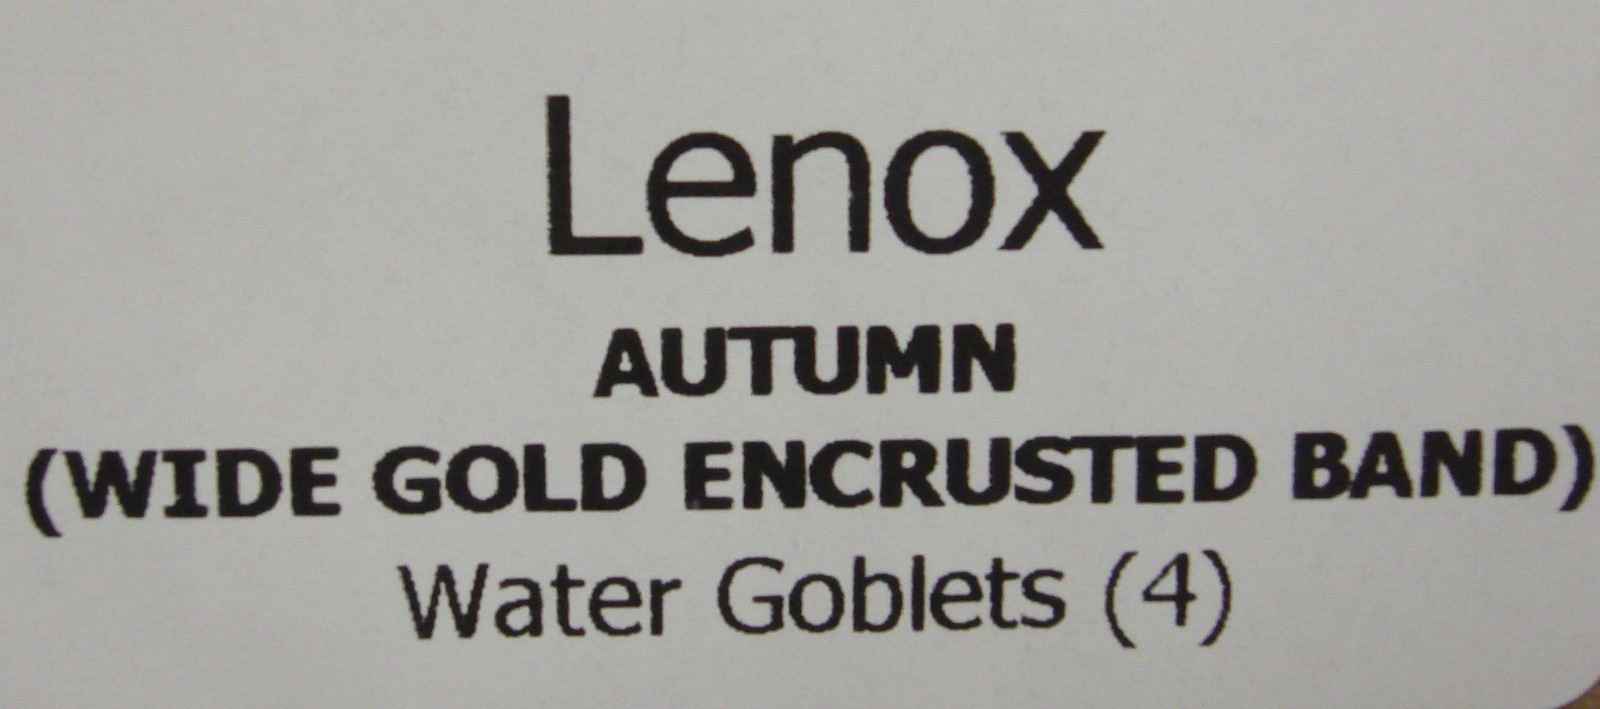 Lenox
AUTUMN
(WIDE GOLD ENCRUSTED BAND)
Water Goblets (4)